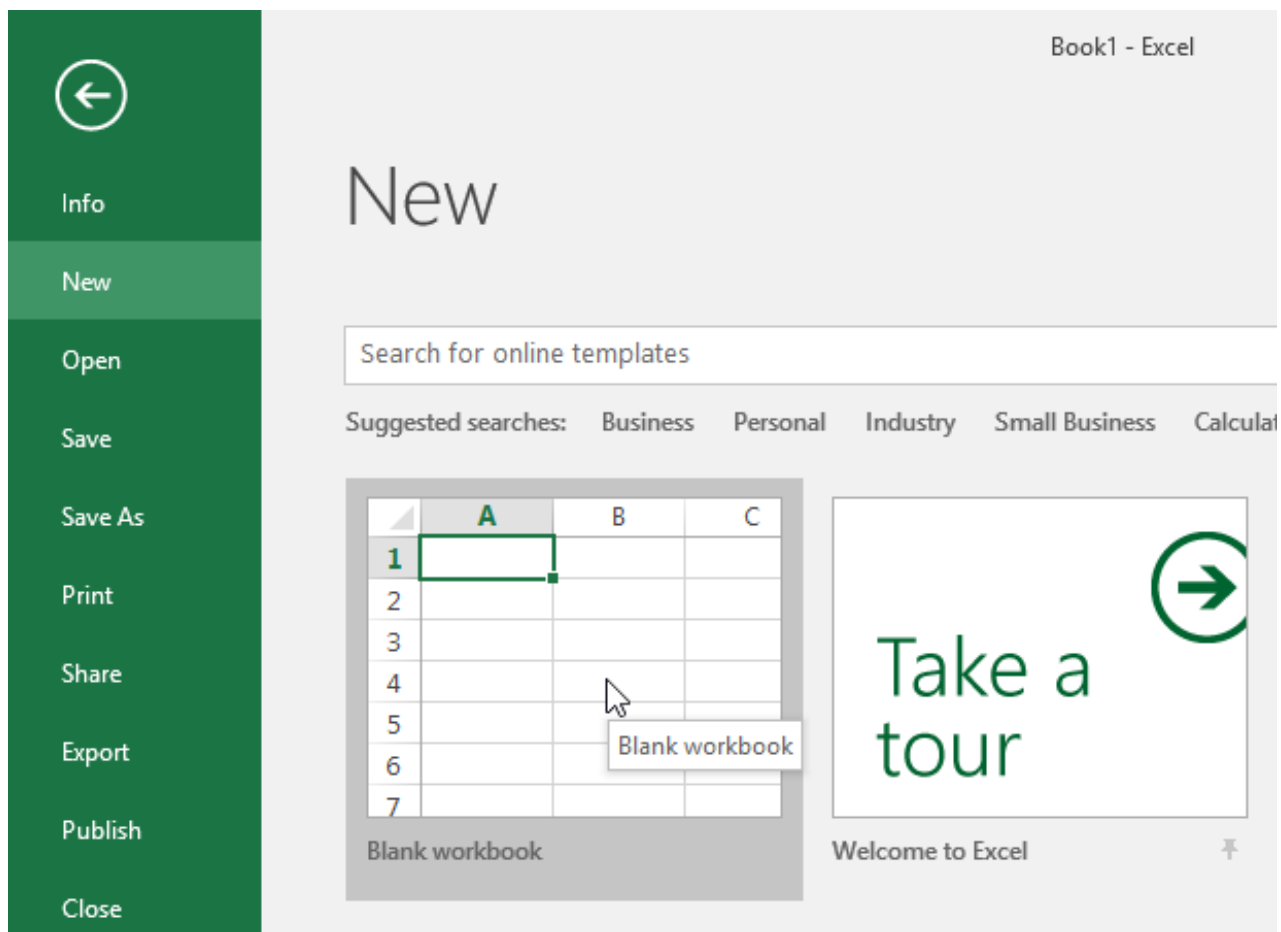 Book1 - Excel
Info
New
Open
Save
Save As
Print
Share
Export
Publish
Close
New
Search for online templates
Suggested searches: Business Personal Industry Small Business Calculat
A B C
1
2
3
4
5
6
7
Blank workbook
Blank workbook
Take a
tour
Welcome to Excel